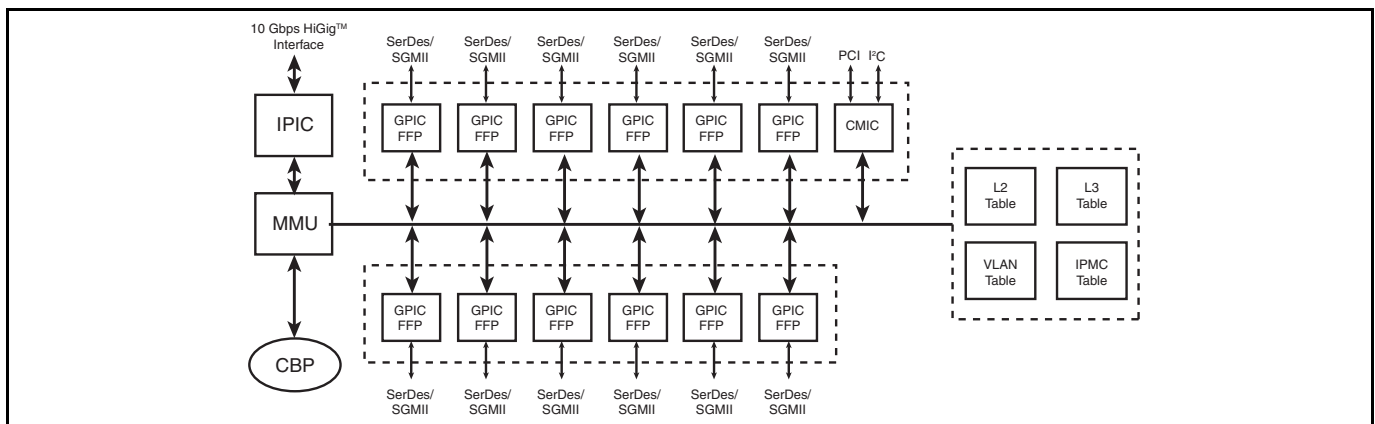 10 Gbps HiGig™
Interface
SerDes/
SGMII
SerDes/
SGMII
SerDes/
SGMII
SerDes/
SGMII
SerDes/
SGMII
SerDes/
SGMII
PCI I²C
IPIC
GPIC
FFP
GPIC
FFP
GPIC
FFP
GPIC
FFP
GPIC
FFP
GPIC
FFP
CMIC
L2
Table
L3
Table
MMU
VLAN
Table
IPMC
Table
GPIC
FFP
GPIC
FFP
GPIC
FFP
GPIC
FFP
GPIC
FFP
GPIC
FFP
CBP
SerDes/
SGMII
SerDes/
SGMII
SerDes/
SGMII
SerDes/
SGMII
SerDes/
SGMII
SerDes/
SGMII